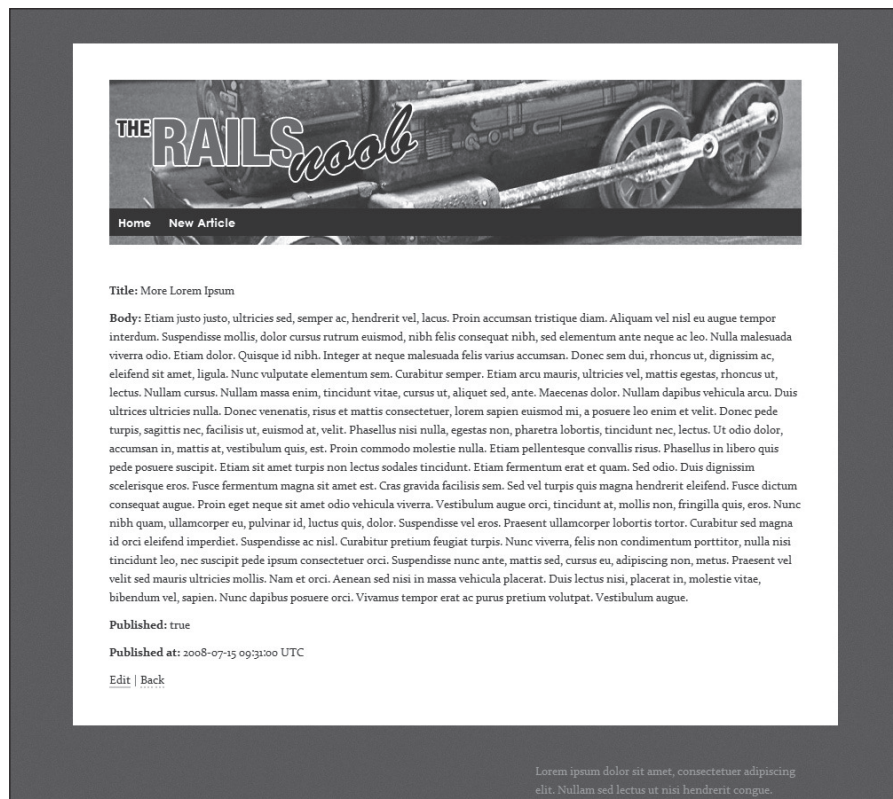 THE RAILS noob
Home New Article
Title: More Lorem Ipsum
Body: Etiam justo justo, ultricies sed, semper ac, hendrerit vel, lacus. Proin accumsan tristique diam. Aliquam vel nisl eu augue tempor
interdum. Suspendisse mollis, dolor cursus rutrum euismod, nibh felis consequat nibh, sed elementum ante neque ac leo. Nulla malesuada
viverra odio. Etiam dolor. Quisque id nibh. Integer at neque malesuada felis varius accumsan. Donec sem dui, rhoncus ut, dignissim ac,
eleifend sit amet, ligula. Nunc vulputate elementum sem. Curabitur semper. Etiam arcu mauris, ultricies vel, mattis egestas, rhoncus ut,
lectus. Nullam cursus. Nullam massa enim, tincidunt vitae, cursus ut, aliquet sed, ante. Maecenas dolor. Nullam dapibus vehicula arcu. Duis
ultrices ultricies nulla. Donec venenatis, risus et mattis consectetuer, lorem sapien euismod mi, a posuere leo enim et velit. Donec pede
turpis, sagittis nec, facilisis ut, euismod at, velit. Phasellus nisi nulla, egestas non, pharetra lobortis, tincidunt nec, lectus. Ut odio dolor,
accumsan in, mattis at, vestibulum quis, est. Proin commodo molestie nulla. Etiam pellentesque convallis risus. Phasellus in libero quis
pede posuere suscipit. Etiam sit amet turpis non lectus sodales tincidunt. Etiam fermentum erat et quam. Sed odio. Duis dignissim
scelerisque eros. Fusce fermentum magna sit amet est. Cras gravida facilisis sem. Sed vel turpis quis magna hendrerit eleifend. Fusce dictum
consequat augue. Proin eget neque sit amet odio vehicula viverra. Vestibulum augue orci, tincidunt at, mollis non, fringilla quis, eros. Nunc
nibh quam, ullamcorper eu, pulvinar id, luctus quis, dolor. Suspendisse vel eros. Praesent ullamcorper lobortis tortor. Curabitur sed magna
id orci eleifend imperdiet. Suspendisse ac nisl. Curabitur pretium feugiat turpis. Nunc viverra, felis non condimentum porttitor, nulla nisi
tincidunt leo, nec suscipit pede ipsum consectetuer orci. Suspendisse nunc ante, mattis sed, cursus eu, adipiscing non, metus. Praesent vel
velit sed mauris ultricies mollis. Nam et orci. Aenean sed nisi in massa vehicula placerat. Duis lectus nisi, placerat in, molestie vitae,
bibendum vel, sapien. Nunc dapibus posuere orci. Vivamus tempor erat ac purus pretium volutpat. Vestibulum augue.
Published: true
Published at: 2008-07-15 09:31:00 UTC
Edit | Back
Lorem ipsum dolor sit amet, consectetuer adipiscing
elit. Nullam sed lectus ut nisi hendrerit congue.